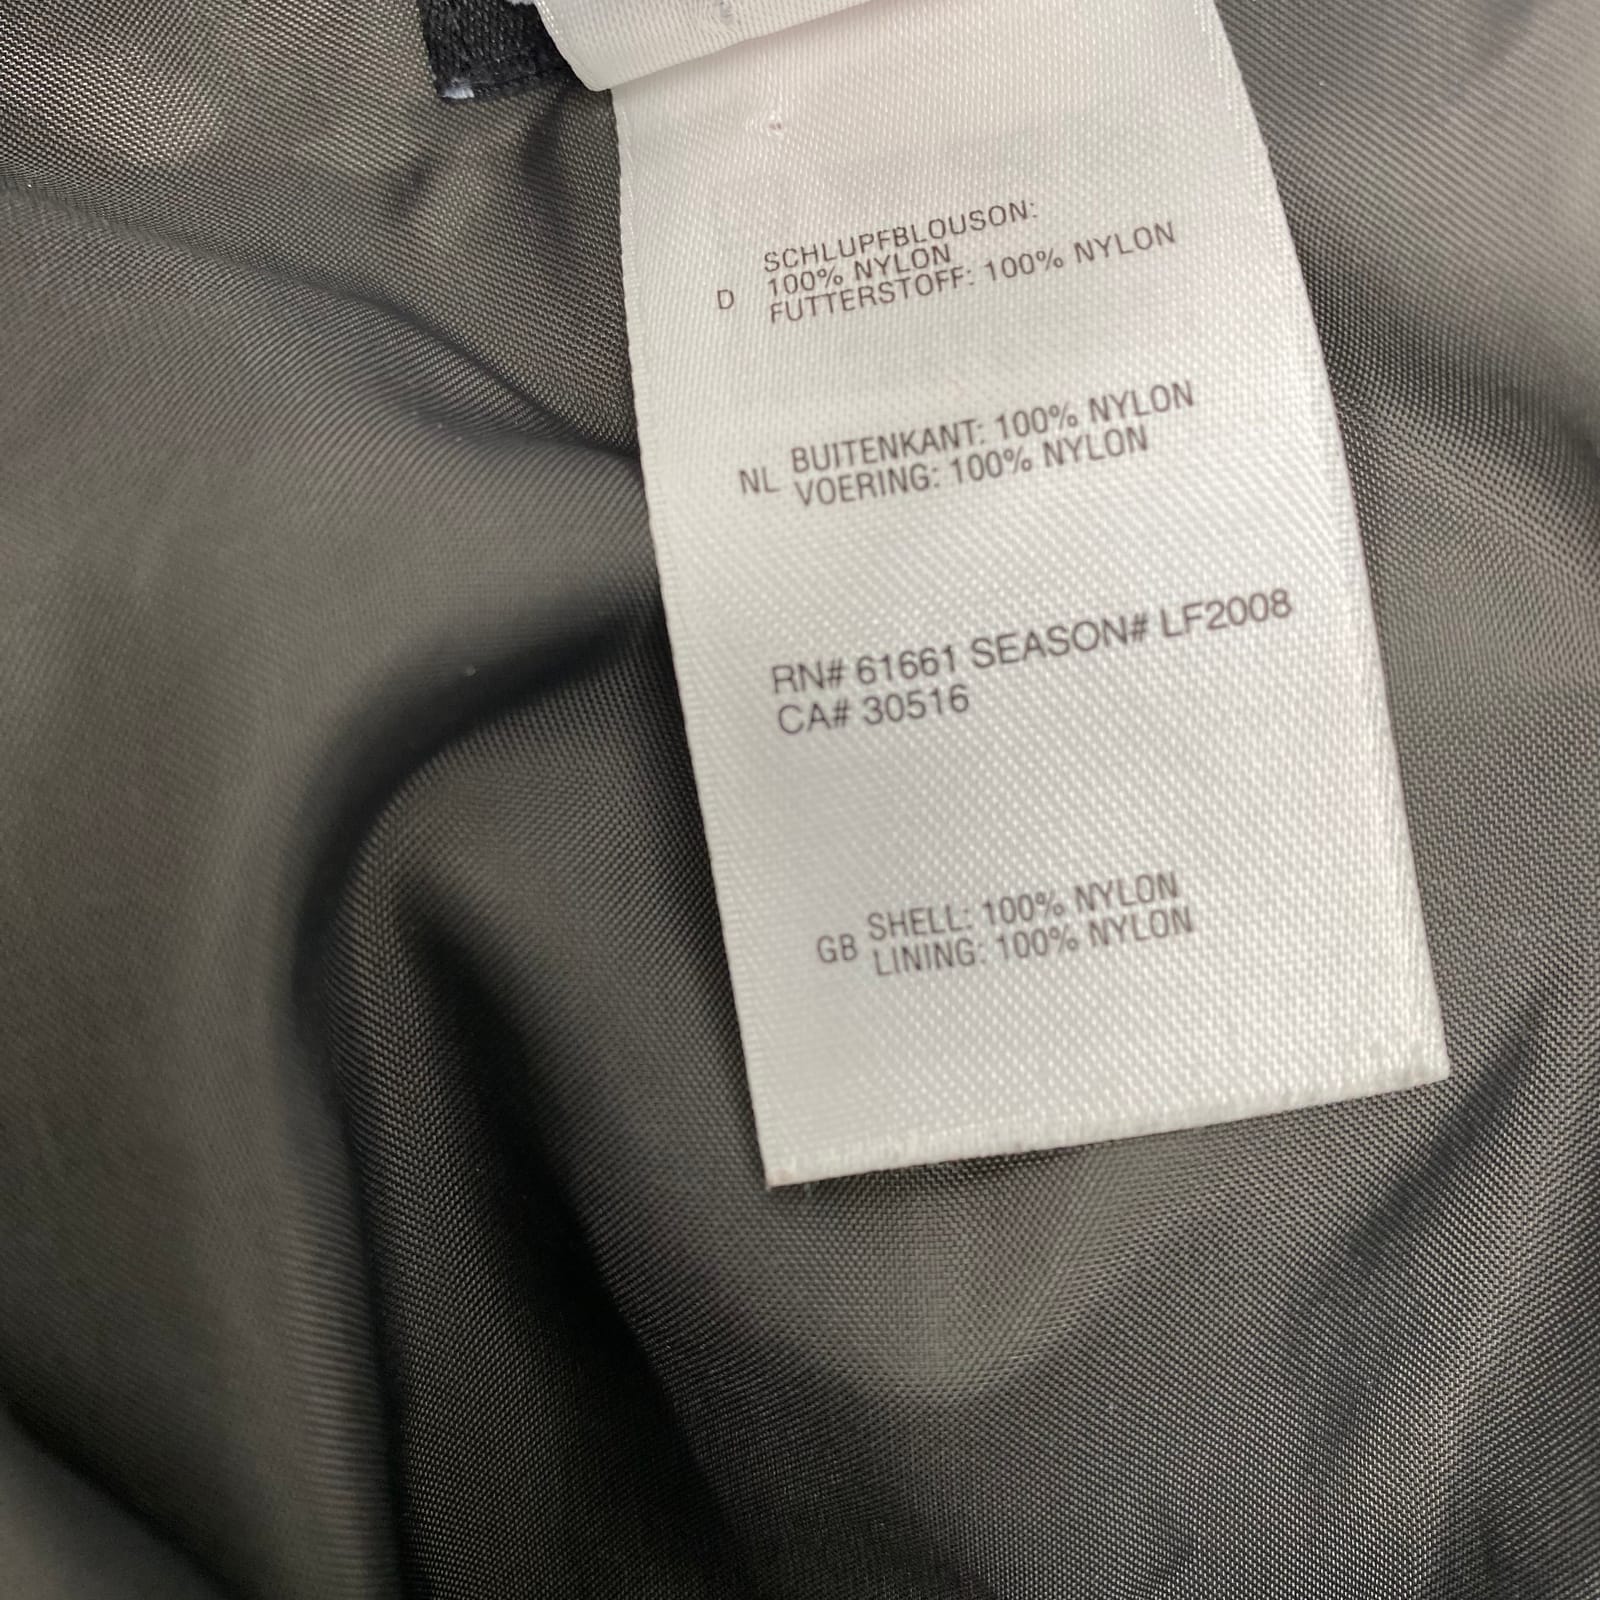 SCHLUPFBLOUSON:
D 100% NYLON
FUTTERSTOFF: 100% NYLON
BUITENKANT: 100% NYLON
NL VOERING: 100% NYLON
RN# 61661 SEASON# LF2008
CA# 30516
SHELL: 100% NYLON
GB LINING: 100% NYLON